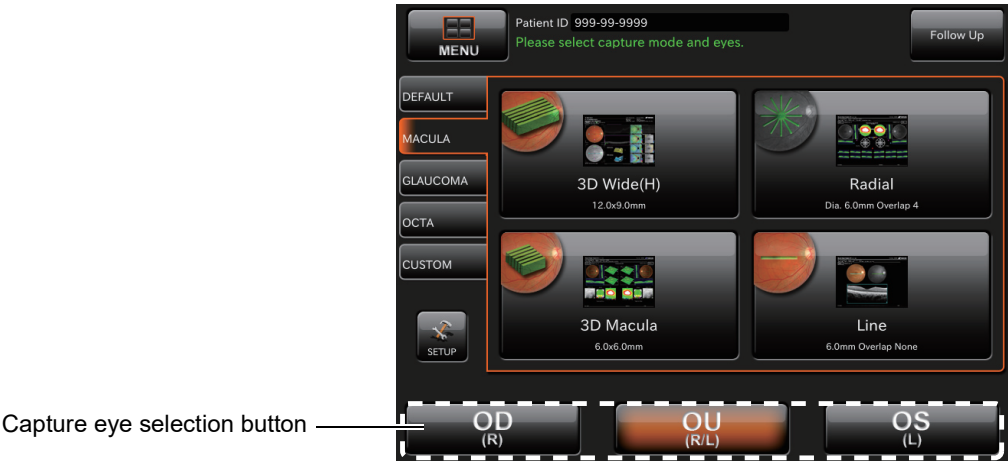 MENU
Patient ID 999-99-9999
Please select capture mode and eyes.
Follow Up
DEFAULT
MACULA
GLAUCOMA
OCTA
CUSTOM
SETUP
3D Wide(H)
12.0x9.0mm
Radial
Dia. 6.0mm Overlap 4
3D Macula
6.0x6.0mm
Line
6.0mm Overlap None
Capture eye selection button
OD
(R)
OU
(R/L)
OS
(L)